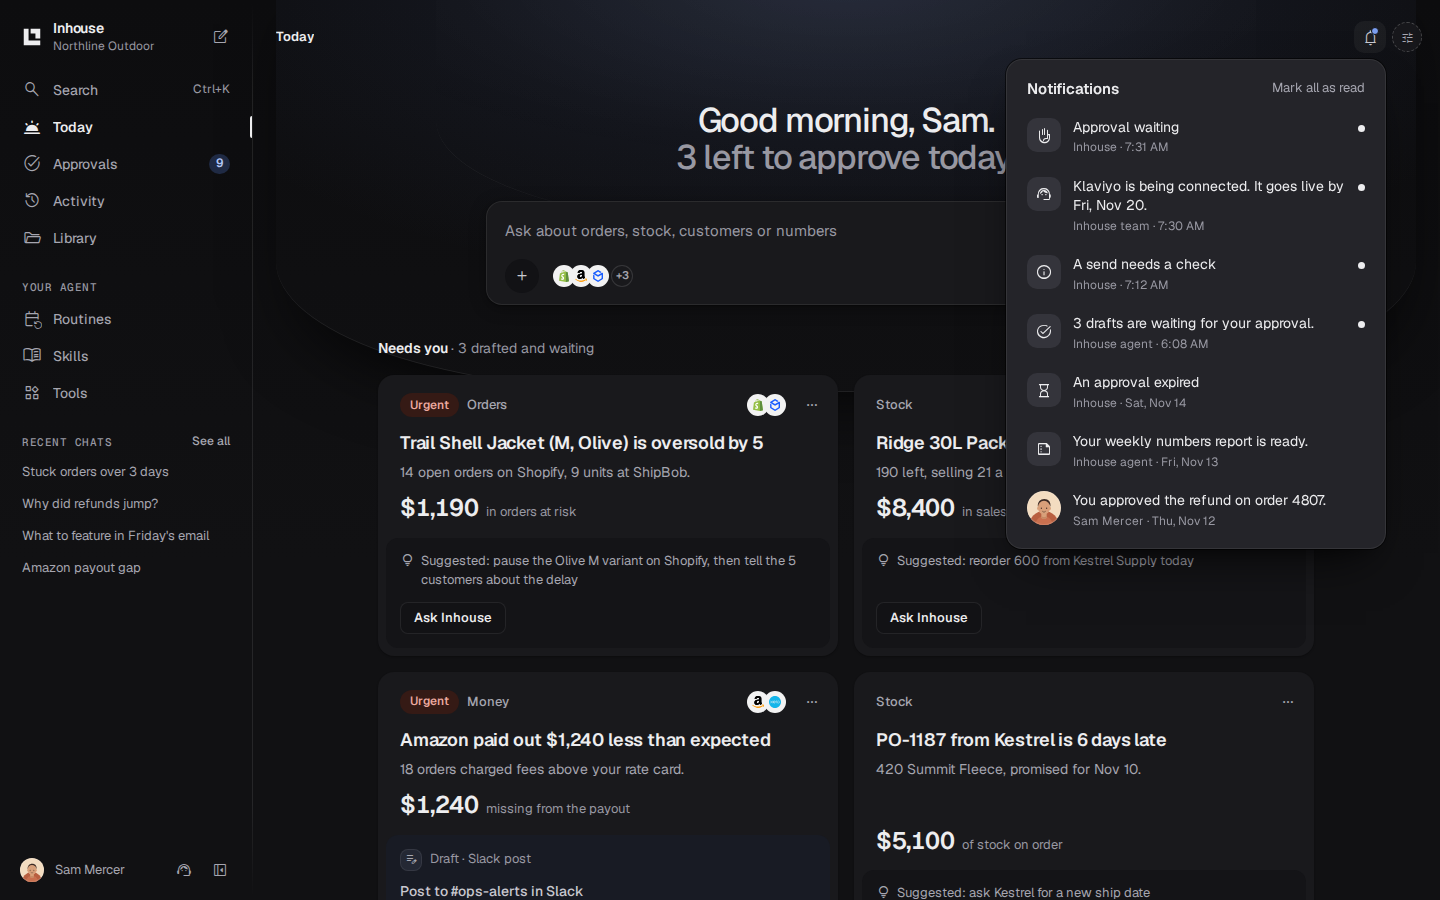 Inhouse
Northline Outdoor
Search
Ctrl+K
Today
Approvals
9
Activity
Library
YOUR AGENT
Routines
Skills
Tools
RECENT CHATS
See all
Stuck orders over 3 days
Why did refunds jump?
What to feature in Friday's email
Amazon payout gap
Sam Mercer
Today
Good morning, Sam.
3 left to approve today
Ask about orders, stock, customers or numbers
+3
Needs you · 3 drafted and waiting
Urgent
Orders
Trail Shell Jacket (M, Olive) is oversold by 5
14 open orders on Shopify, 9 units at ShipBob.
$1,190 in orders at risk
Suggested: pause the Olive M variant on Shopify, then tell the 5
customers about the delay
Ask Inhouse
Stock
Ridge 30L Pack
190 left, selling 21 a
$8,400 in sales
Suggested: reorder 600 from Kestrel Supply today
Ask Inhouse
Urgent
Money
Amazon paid out $1,240 less than expected
18 orders charged fees above your rate card.
$1,240 missing from the payout
Draft · Slack post
Post to #ops-alerts in Slack
Stock
PO-1187 from Kestrel is 6 days late
420 Summit Fleece, promised for Nov 10.
$5,100 of stock on order
Suggested: ask Kestrel for a new ship date
Notifications
Mark all as read
Approval waiting
Inhouse · 7:31 AM
Klaviyo is being connected. It goes live by
Fri, Nov 20.
Inhouse team · 7:30 AM
A send needs a check
Inhouse · 7:12 AM
3 drafts are waiting for your approval.
Inhouse agent · 6:08 AM
An approval expired
Inhouse · Sat, Nov 14
Your weekly numbers report is ready.
Inhouse agent · Fri, Nov 13
You approved the refund on order 4807.
Sam Mercer · Thu, Nov 12